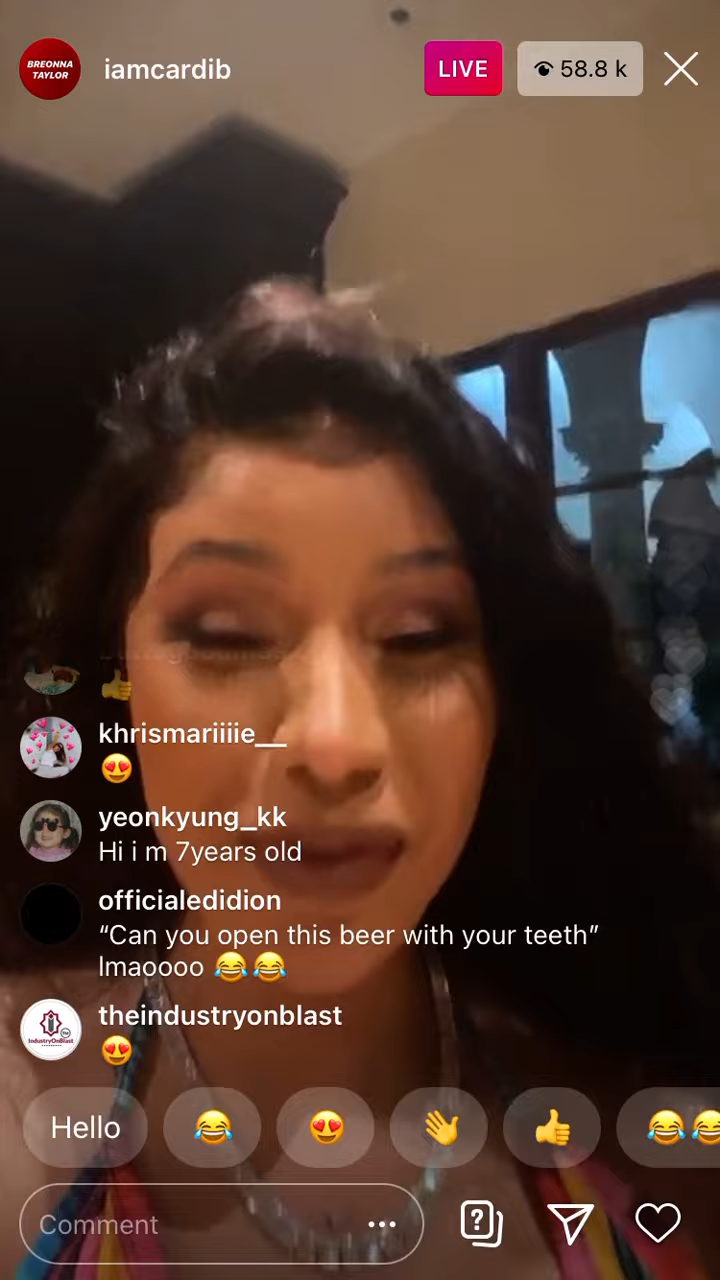 BREONNA
TAYLOR
iamcardib
LIVE
58.8 k
👍
khrismariiiie__
😍
yeonkyung_kk
Hi i m 7years old
officialedidion
“Can you open this beer with your teeth”
lmaoooo 😂😂
theindustryonblast
IndustryOnBlast
😍
Hello 😂 😍 👋 👍 😂😂
Comment